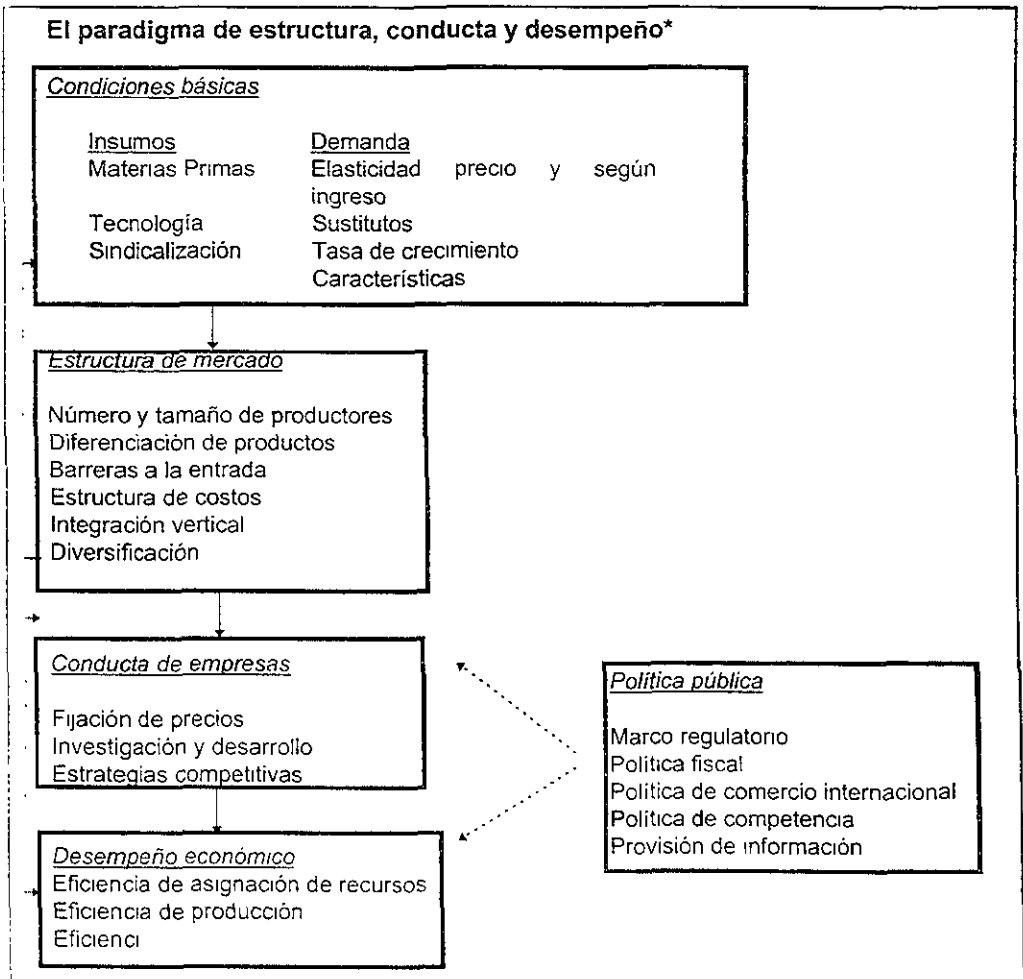 El paradigma de estructura, conducta y desempeño*
Condiciones básicas
Insumos Demanda
Materias Primas Elasticidad precio y según
ingreso
Tecnología Sustitutos
Sindicalización Tasa de crecimiento
Características
Estructura de mercado
Número y tamaño de productores
Diferenciación de productos
Barreras a la entrada
Estructura de costos
Integración vertical
Diversificación
Conducta de empresas
Fijación de precios
Investigación y desarrollo
Estrategias competitivas
Política pública
Marco regulatorio
Política fiscal
Política de comercio internacional
Política de competencia
Provisión de información
Desempeño económico
Eficiencia de asignación de recursos
Eficiencia de producción
Eficienci